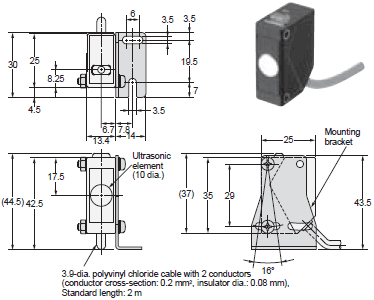 6
3.5
3.5
30
25
8.25
19.5
7
4.5
3.5
6.7
7.8
13.4
14
Ultrasonic
element
(10 dia.)
Mounting
bracket
25
(44.5)
42.5
17.5
(37)
35
29
43.5
16°
3.9-dia. polyvinyl chloride cable with 2 conductors
(conductor cross-section: 0.2 mm², insulator dia.: 0.08 mm),
Standard length: 2 m